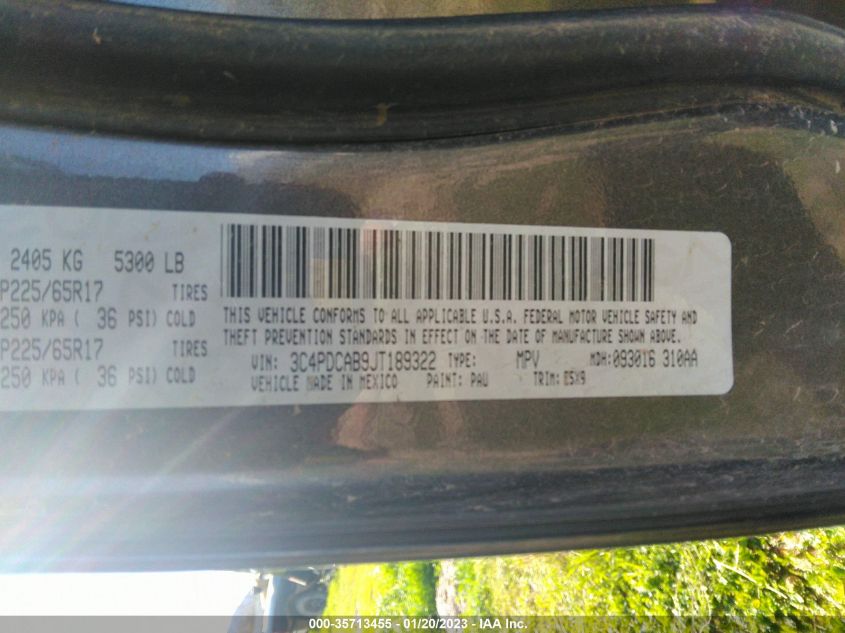 2405 KG 5300 LB
P225/65R17 TIRES
250 KPA ( 36 PSI) COLD
P225/65R17 TIRES
250 KPA ( 36 PSI) COLD
THIS VEHICLE CONFORMS TO ALL APPLICABLE U.S.A. FEDERAL MOTOR VEHICLE SAFETY AND
THEFT PREVENTION STANDARDS IN EFFECT ON THE DATE OF MANUFACTURE SHOWN ABOVE.
VIN: 3C4PDCAB9JT189322 TYPE: MPV MDH: 093016 310AA
VEHICLE MADE IN MEXICO PAINT: PAU TRIM: E5X9
000-35713455 - 01/20/2023 - IAA Inc.